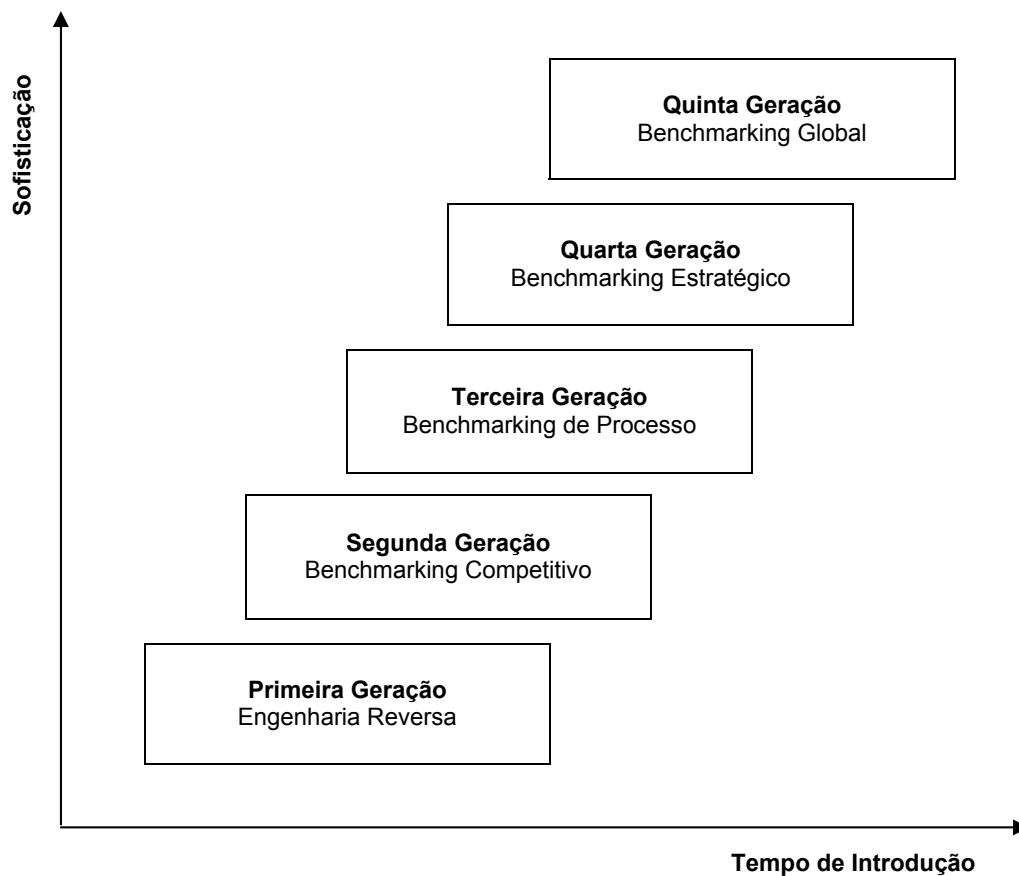 Sofisticação
Quinta Geração
Benchmarking Global
Quarta Geração
Benchmarking Estratégico
Terceira Geração
Benchmarking de Processo
Segunda Geração
Benchmarking Competitivo
Primeira Geração
Engenharia Reversa
Tempo de Introdução